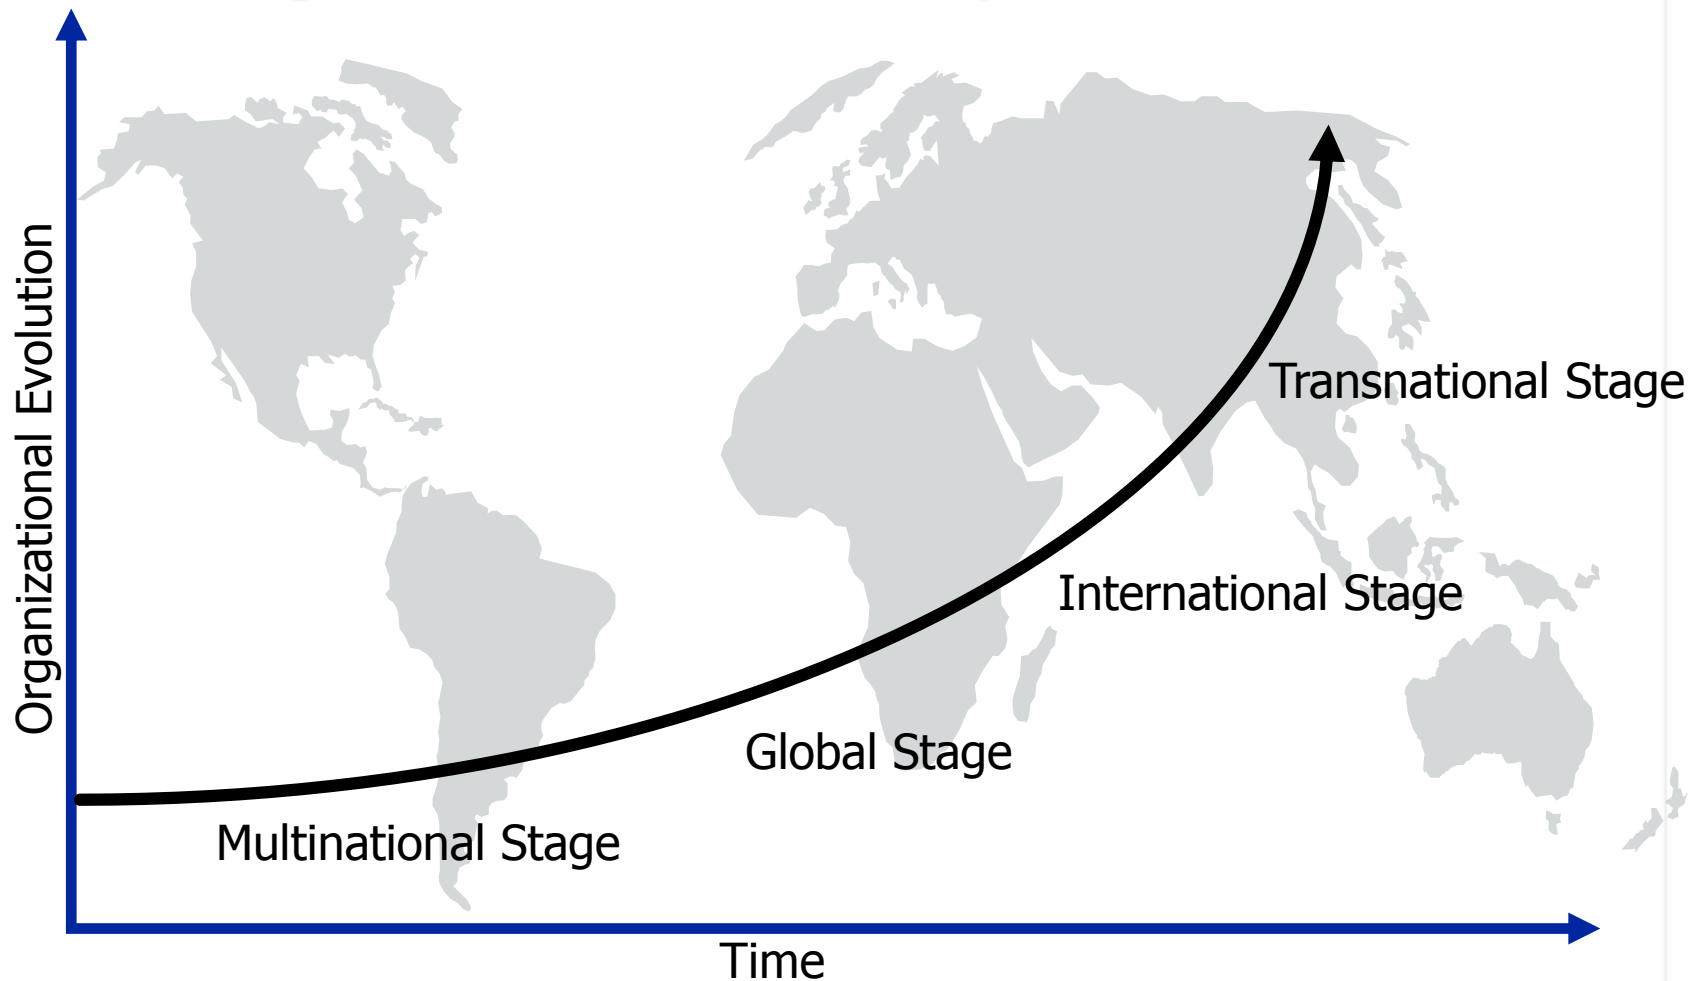 Organizational Evolution
Transnational Stage
International Stage
Global Stage
Multinational Stage
Time